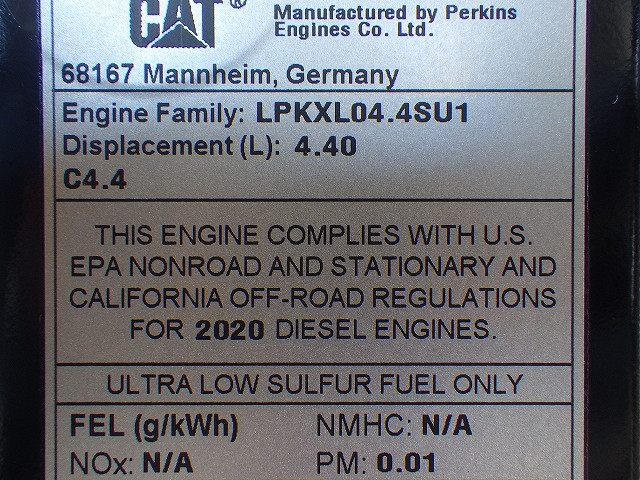 CAT®
Manufactured by Perkins
Engines Co. Ltd.
68167 Mannheim, Germany
Engine Family: LPKXL04.4SU1
Displacement (L): 4.40
C4.4
THIS ENGINE COMPLIES WITH U.S.
EPA NONROAD AND STATIONARY AND
CALIFORNIA OFF-ROAD REGULATIONS
FOR 2020 DIESEL ENGINES.
ULTRA LOW SULFUR FUEL ONLY
FEL (g/kWh) NMHC: N/A
NOx: N/A PM: 0.01